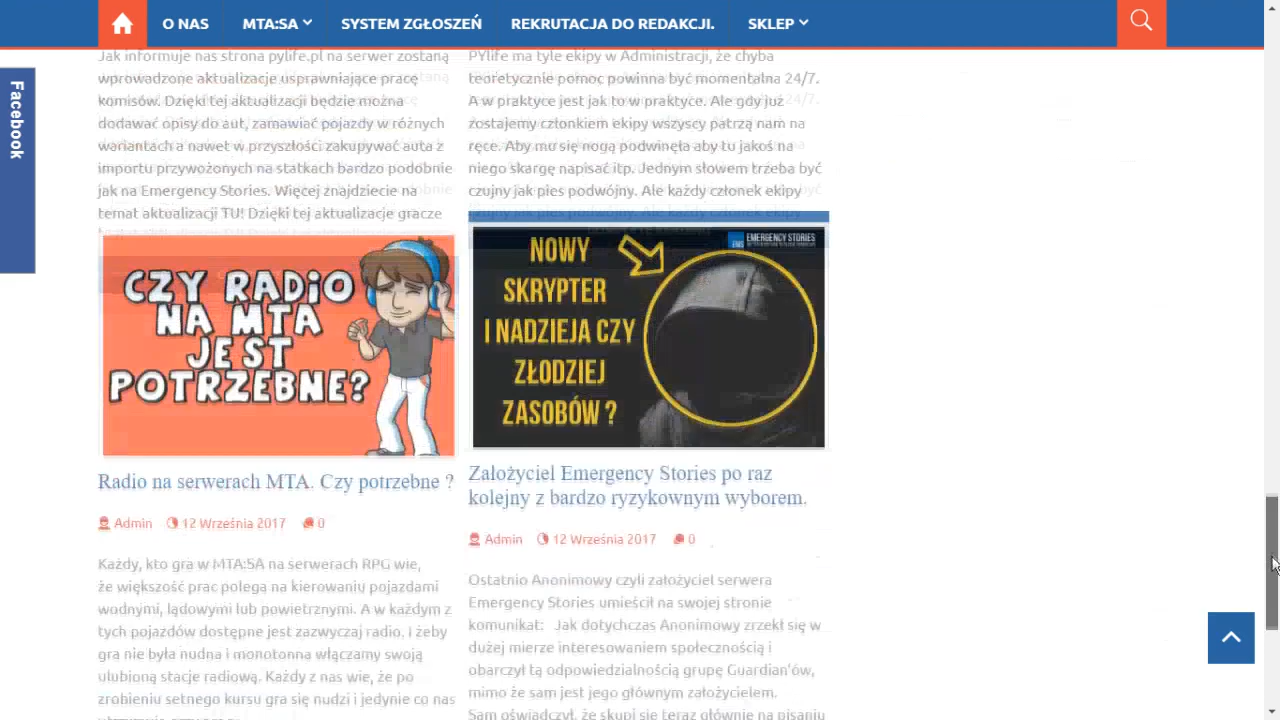 O NAS
MTA:SA
SYSTEM ZGŁOSZEŃ
REKRUTACJA DO REDAKCJI.
SKLEP
Facebook
Jak informuje nas strona pylife.pl na serwer zostaną
wprowadzone aktualizacje usprawniające pracę
komisów. Dzięki tej aktualizacji będzie można
dodawać opisy do aut, zamawiać pojazdy w różnych
wariantach a nawet w przyszłości zakupywać auta z
importu przywożonych na statkach bardzo podobnie
jak na Emergency Stories. Więcej znajdziecie na
temat aktualizacji TU! Dzięki tej aktualizacje gracze
CZY RADIO
NA MTA
JEST
POTRZEBNE?
Radio na serwerach MTA. Czy potrzebne ?
Admin 12 Września 2017 0
Każdy, kto gra w MTA:SA na serwerach RPG wie,
że większość prac polega na kierowaniu pojazdami
wodnymi, lądowymi lub powietrznymi. A w każdym z
tych pojazdów dostępne jest zazwyczaj radio. I żeby
gra nie była nudna i monotonna włączamy swoją
ulubioną stacje radiową. Każdy z nas wie, że po
zrobieniu setnego kursu gra się nudzi i jedynie co nas
PYlife ma tyle ekipy w Administracji, że chyba
teoretycznie pomoc powinna być momentalna 24/7.
A w praktyce jest jak to w praktyce. Ale gdy już
zostajemy członkiem ekipy wszyscy patrzą nam na
ręce. Aby nam się noga podwinęła aby tu jakoś na
niego skargę napisać itp. Jednym słowem trzeba być
czujny jak pies podwójny. Ale każdy członek ekipy
EMERGENCY STORIES
NOWY
SKRYPTER
I NADZIEJA CZY
ZŁODZIEJ
ZASOBÓW ?
Założyciel Emergency Stories po raz
kolejny z bardzo ryzykownym wyborem.
Admin 12 Września 2017 0
Ostatnio Anonimowy czyli założyciel serwera
Emergency Stories umieścił na swojej stronie
komunikat: Jak dotychczas Anonimowy zrzekł się w
dużej mierze interesowaniem społecznością i
obarczył tą odpowiedzialnością grupę Guardian'ów,
mimo że sam jest jego głównym założycielem.
Sam oświadczył, że skupi się teraz głównie na pisaniu